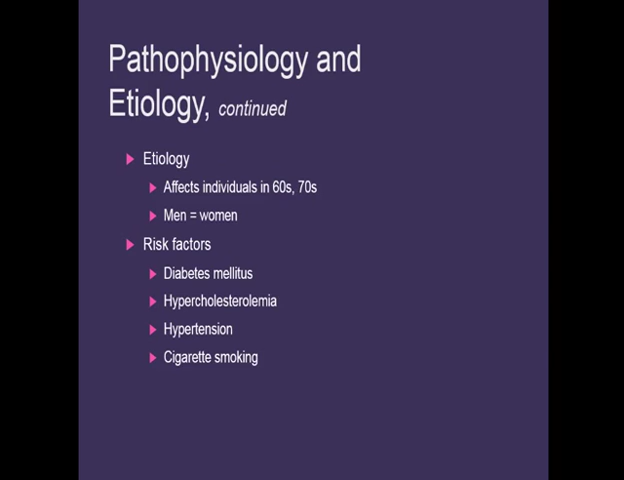 Pathophysiology and
Etiology, continued
Etiology
Affects individuals in 60s, 70s
Men = women
Risk factors
Diabetes mellitus
Hypercholesterolemia
Hypertension
Cigarette smoking